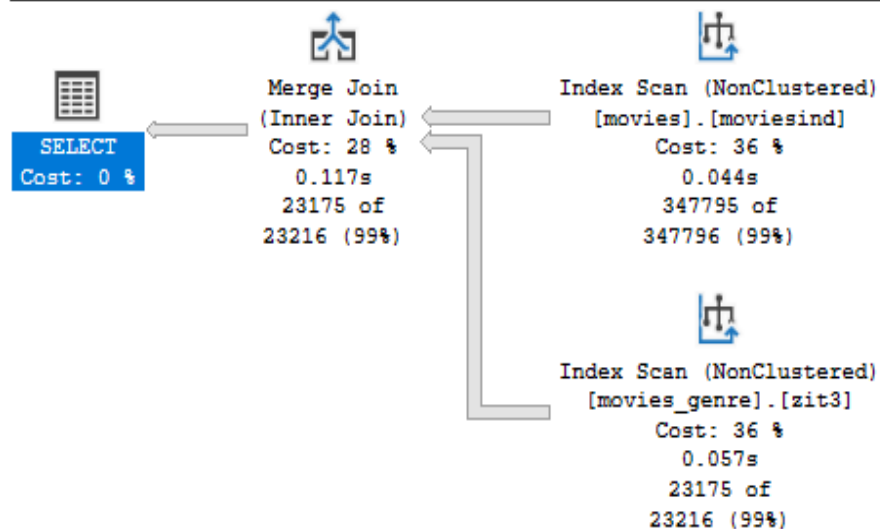 SELECT
Cost: 0 %
Merge Join
(Inner Join)
Cost: 28 %
0.117s
23175 of
23216 (99%)
Index Scan (NonClustered)
[movies].[moviesind]
Cost: 36 %
0.044s
347795 of
347796 (99%)
Index Scan (NonClustered)
[movies_genre].[zit3]
Cost: 36 %
0.057s
23175 of
23216 (99%)